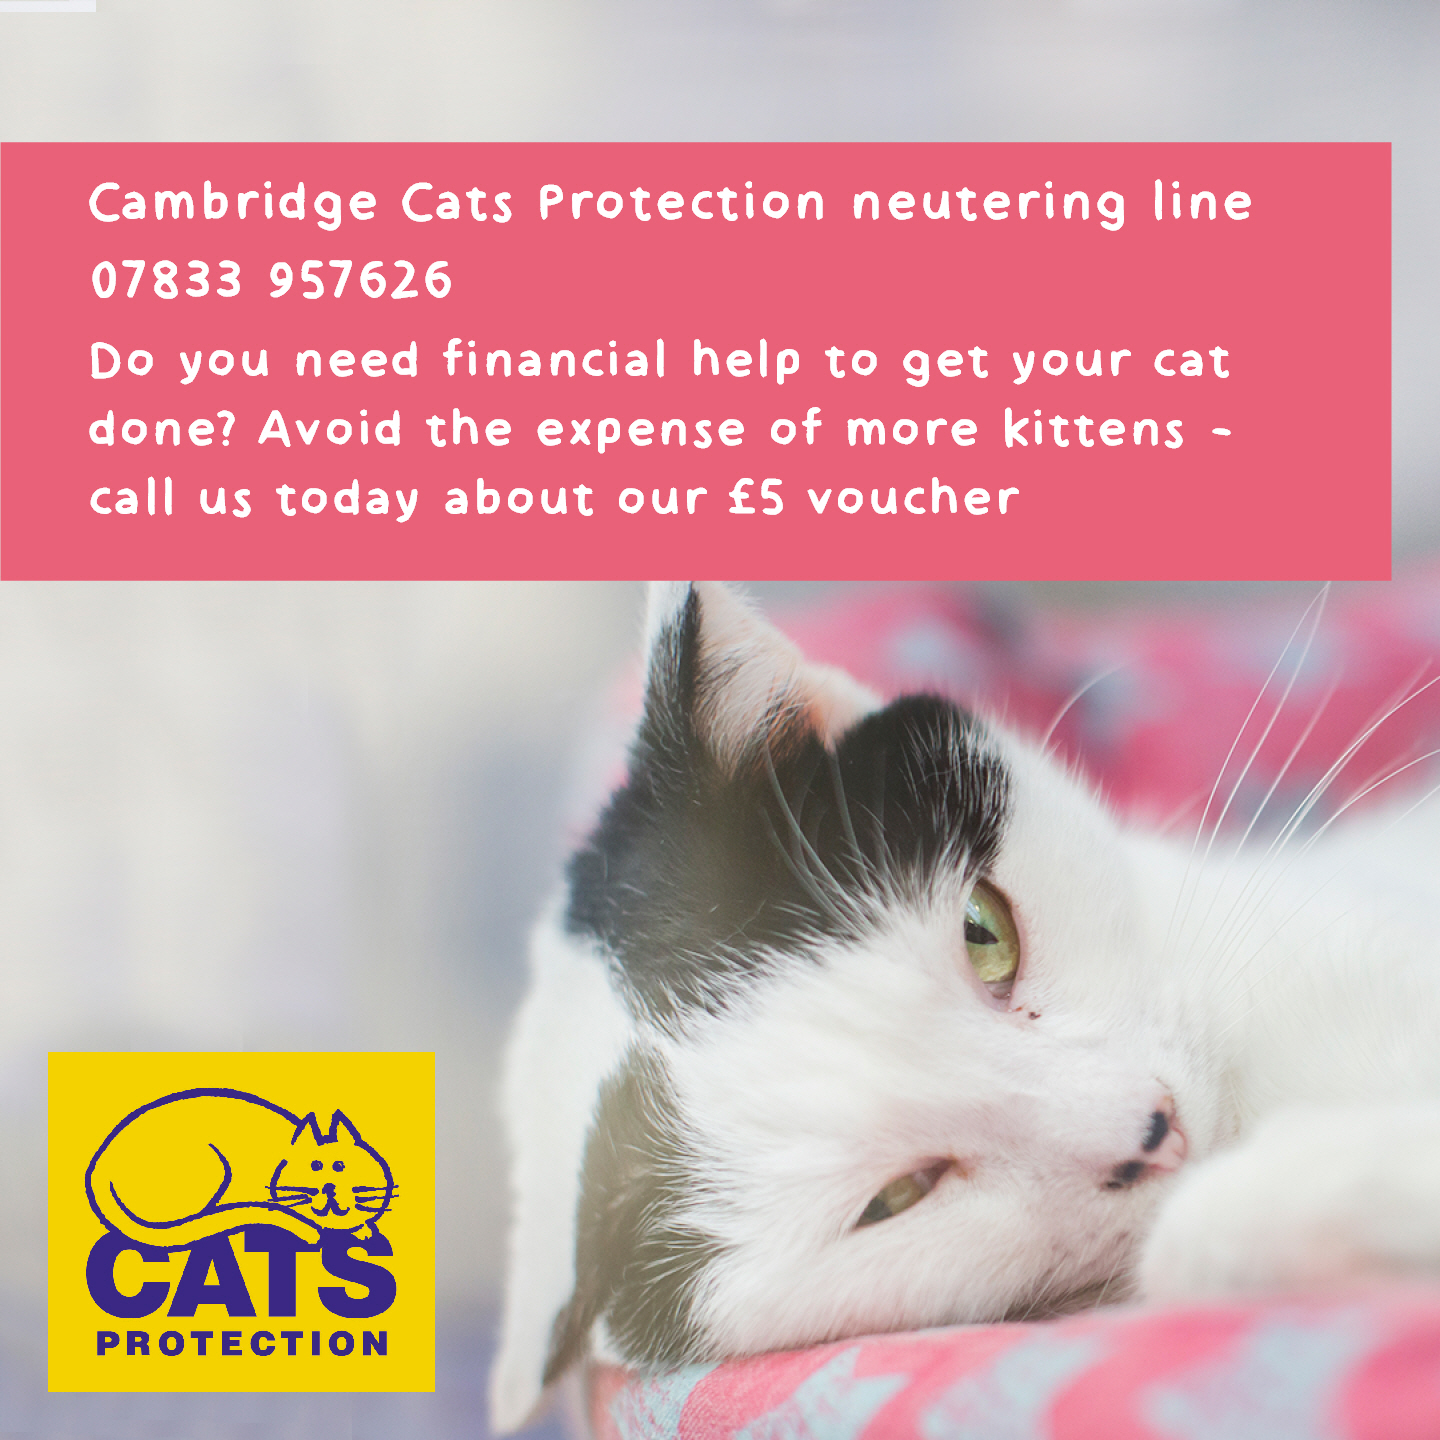 Cambridge Cats Protection neutering line
07833 957626
Do you need financial help to get your cat
done? Avoid the expense of more kittens -
call us today about our £5 voucher
CATS
PROTECTION